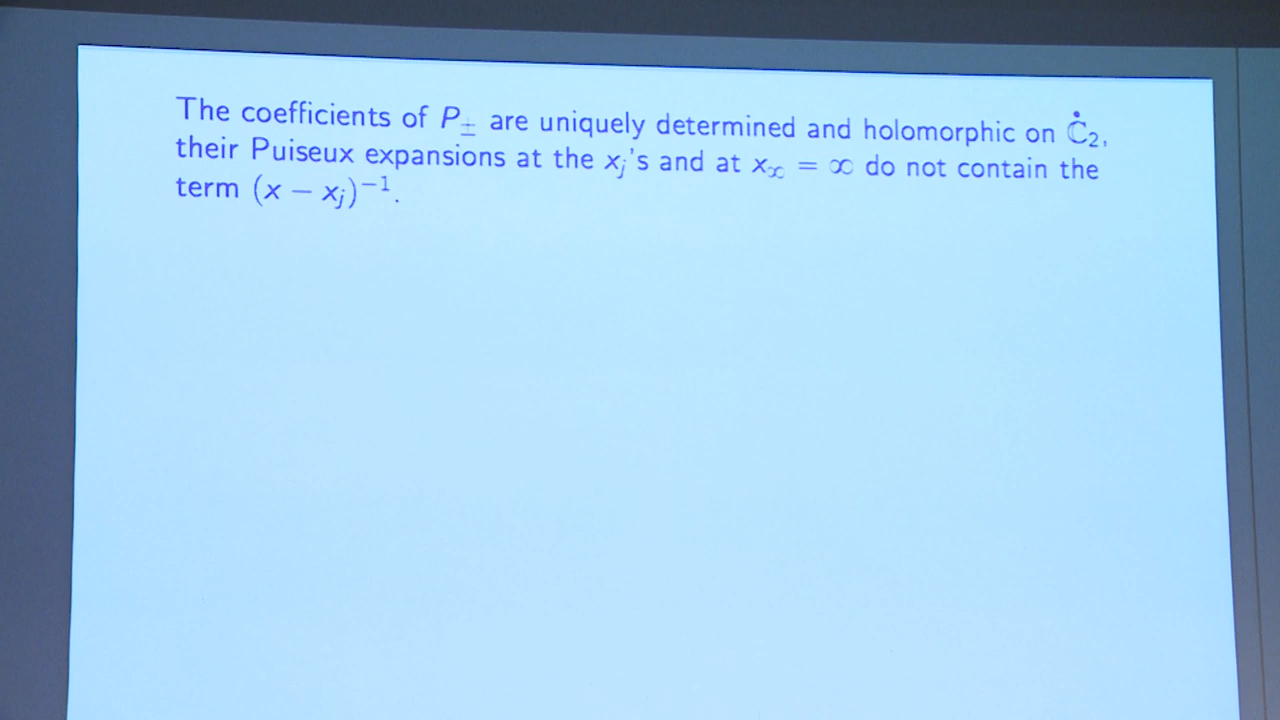 The coefficients of P± are uniquely determined and holomorphic on Ċ₂,
their Puiseux expansions at the xⱼ's and at x∞ = ∞ do not contain the
term (x − xⱼ)⁻¹.